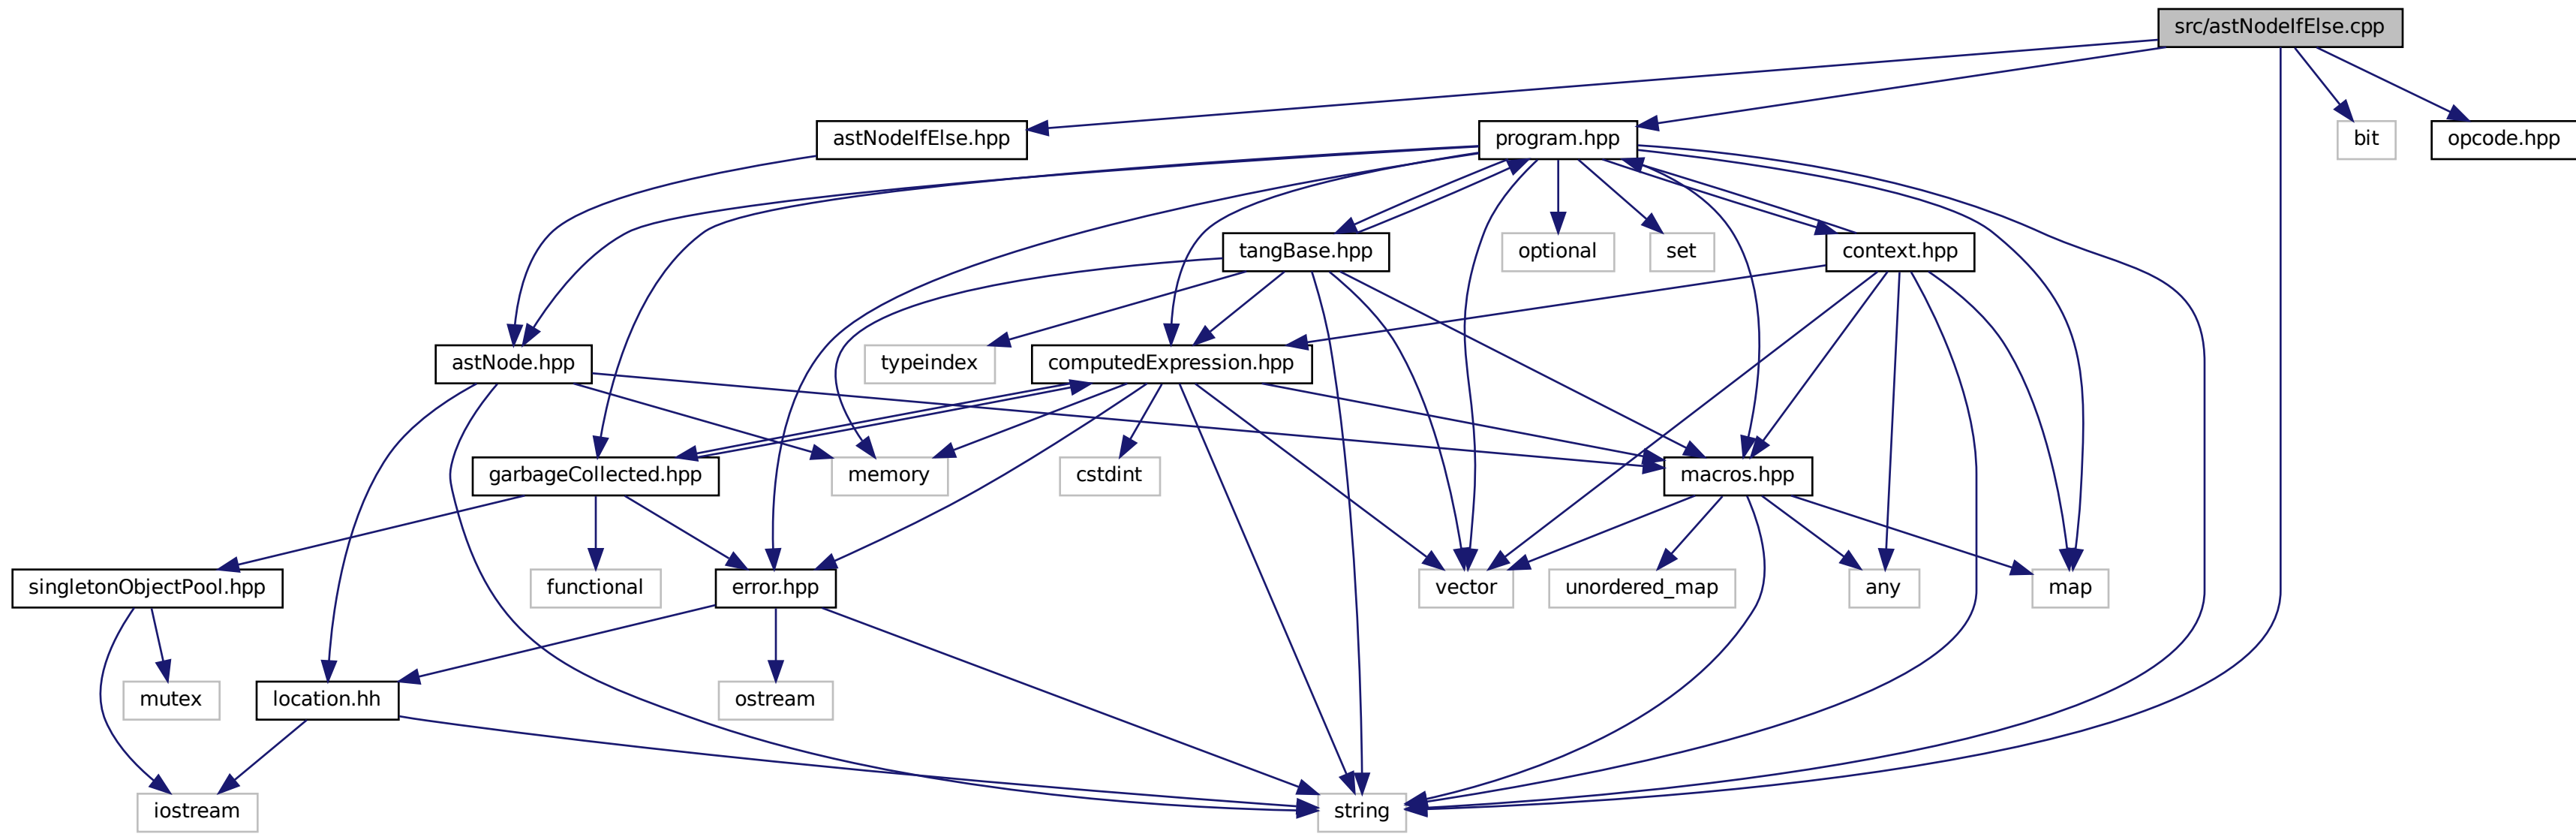 src/astNodeIfElse.cpp
astNodeIfElse.hpp
program.hpp
bit
opcode.hpp
tangBase.hpp
optional
set
context.hpp
astNode.hpp
typeindex
computedExpression.hpp
garbageCollected.hpp
memory
cstdint
macros.hpp
singletonObjectPool.hpp
functional
error.hpp
vector
unordered_map
any
map
mutex
location.hh
ostream
iostream
string